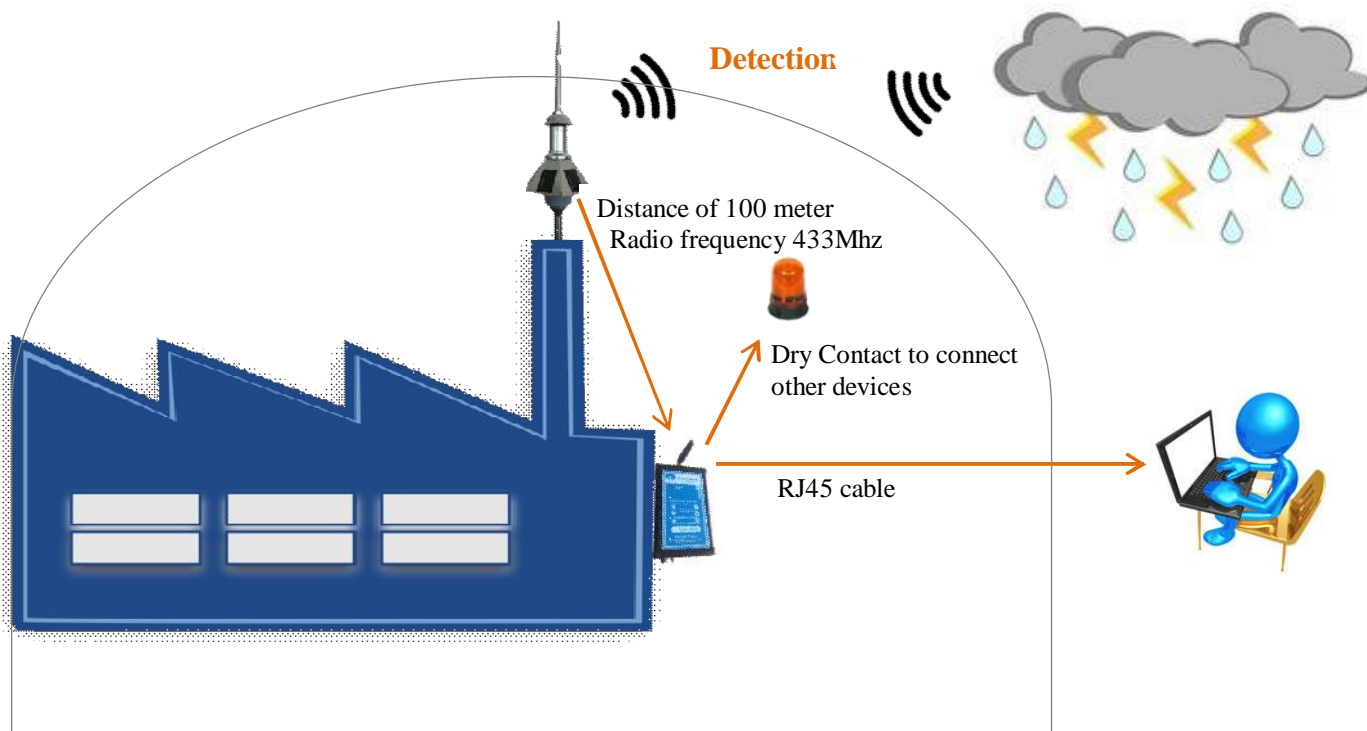 Detection
Distance of 100 meter
Radio frequency 433Mhz
Dry Contact to connect
other devices
RJ45 cable